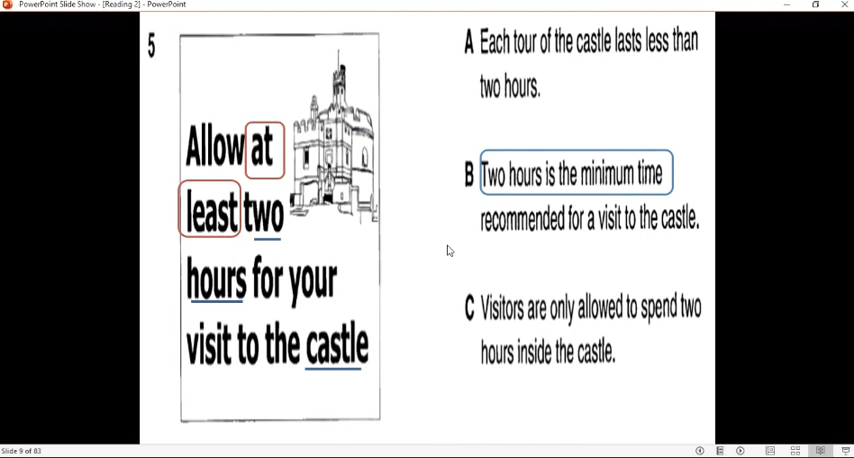 PowerPoint Slide Show - [Reading 2] - PowerPoint
5
Allow at
least two
hours for your
visit to the castle
A Each tour of the castle lasts less than
two hours.
B Two hours is the minimum time
recommended for a visit to the castle.
C Visitors are only allowed to spend two
hours inside the castle.
Slide 9 of 83